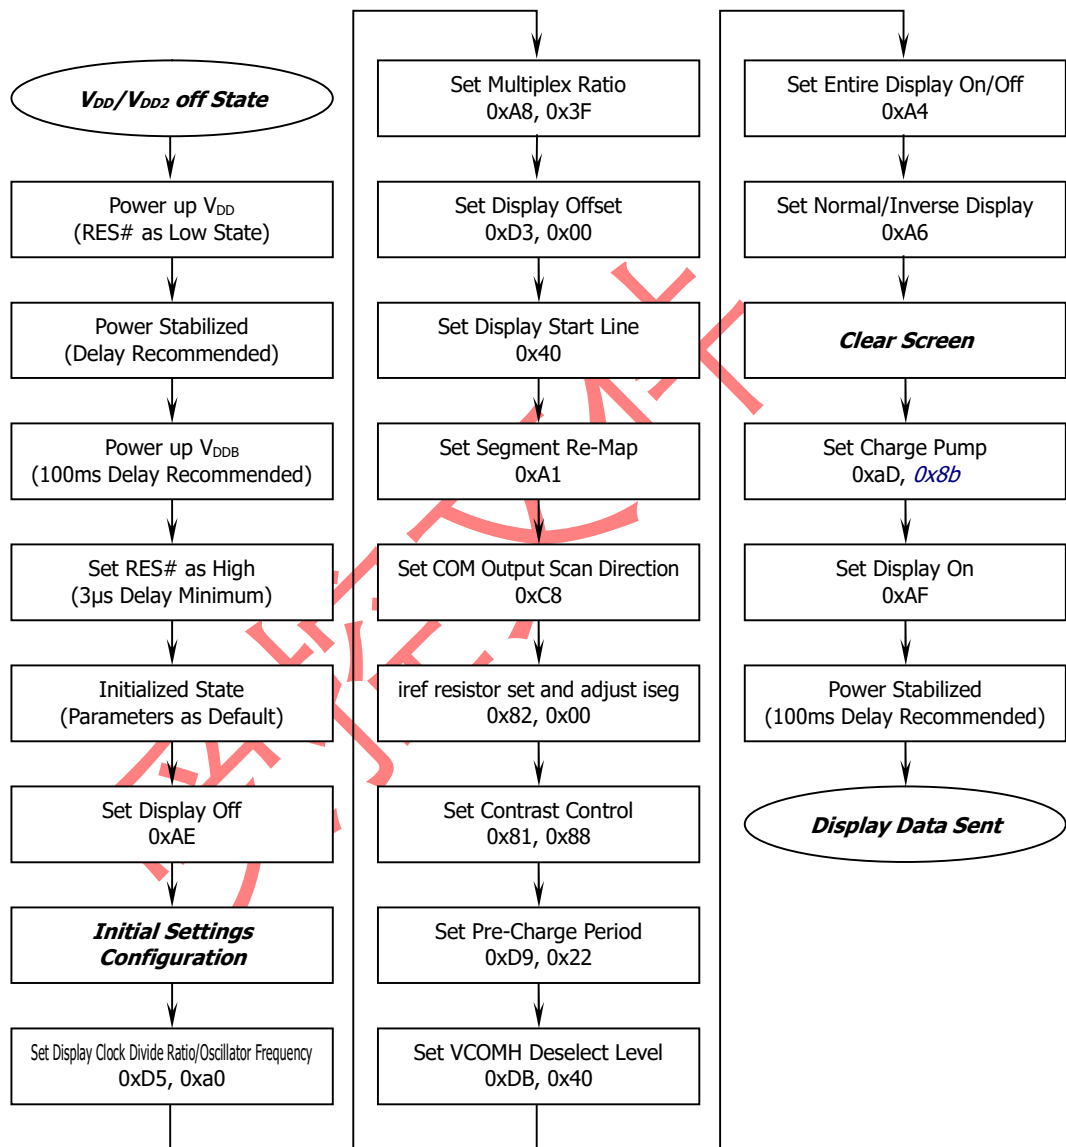 VDD/VDD2 off State
Power up VDD
(RES# as Low State)
Power Stabilized
(Delay Recommended)
Power up VDDB
(100ms Delay Recommended)
Set RES# as High
(3µs Delay Minimum)
Initialized State
(Parameters as Default)
Set Display Off
0xAE
Initial Settings
Configuration
Set Display Clock Divide Ratio/Oscillator Frequency
0xD5, 0xa0
Set Multiplex Ratio
0xA8, 0x3F
Set Display Offset
0xD3, 0x00
Set Display Start Line
0x40
Set Segment Re-Map
0xA1
Set COM Output Scan Direction
0xC8
iref resistor set and adjust iseg
0x82, 0x00
Set Contrast Control
0x81, 0x88
Set Pre-Charge Period
0xD9, 0x22
Set VCOMH Deselect Level
0xDB, 0x40
Set Entire Display On/Off
0xA4
Set Normal/Inverse Display
0xA6
Clear Screen
Set Charge Pump
0xaD, 0x8b
Set Display On
0xAF
Power Stabilized
(100ms Delay Recommended)
Display Data Sent